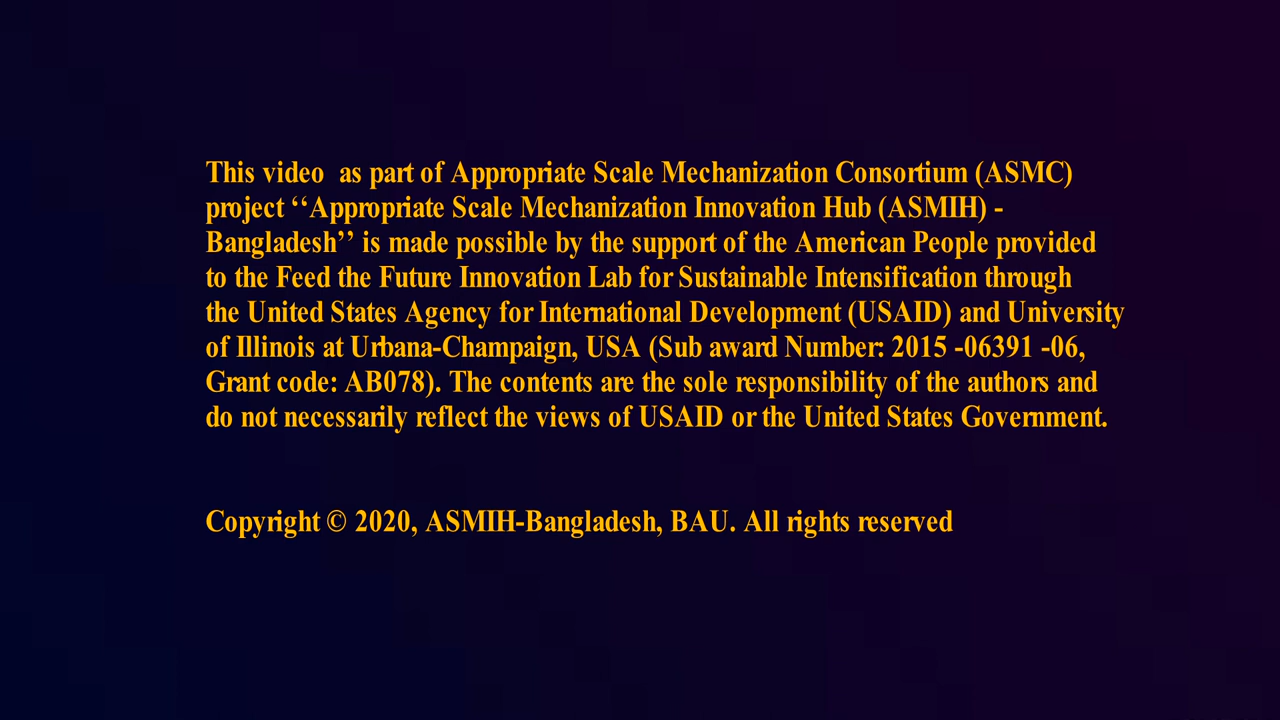 This video  as part of Appropriate Scale Mechanization Consortium (ASMC)
project ‘‘Appropriate Scale Mechanization Innovation Hub (ASMIH) -
Bangladesh’’ is made possible by the support of the American People provided
to the Feed the Future Innovation Lab for Sustainable Intensification through
the United States Agency for International Development (USAID) and University
of Illinois at Urbana-Champaign, USA (Sub award Number: 2015 -06391 -06,
Grant code: AB078). The contents are the sole responsibility of the authors and
do not necessarily reflect the views of USAID or the United States Government.
Copyright © 2020, ASMIH-Bangladesh, BAU. All rights reserved